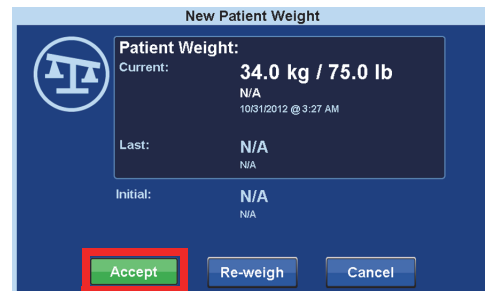 New Patient Weight
Patient Weight:
Current: 34.0 kg / 75.0 lb
N/A
10/31/2012 @ 3:27 AM
Last: N/A
N/A
Initial: N/A
N/A
Accept Re-weigh Cancel